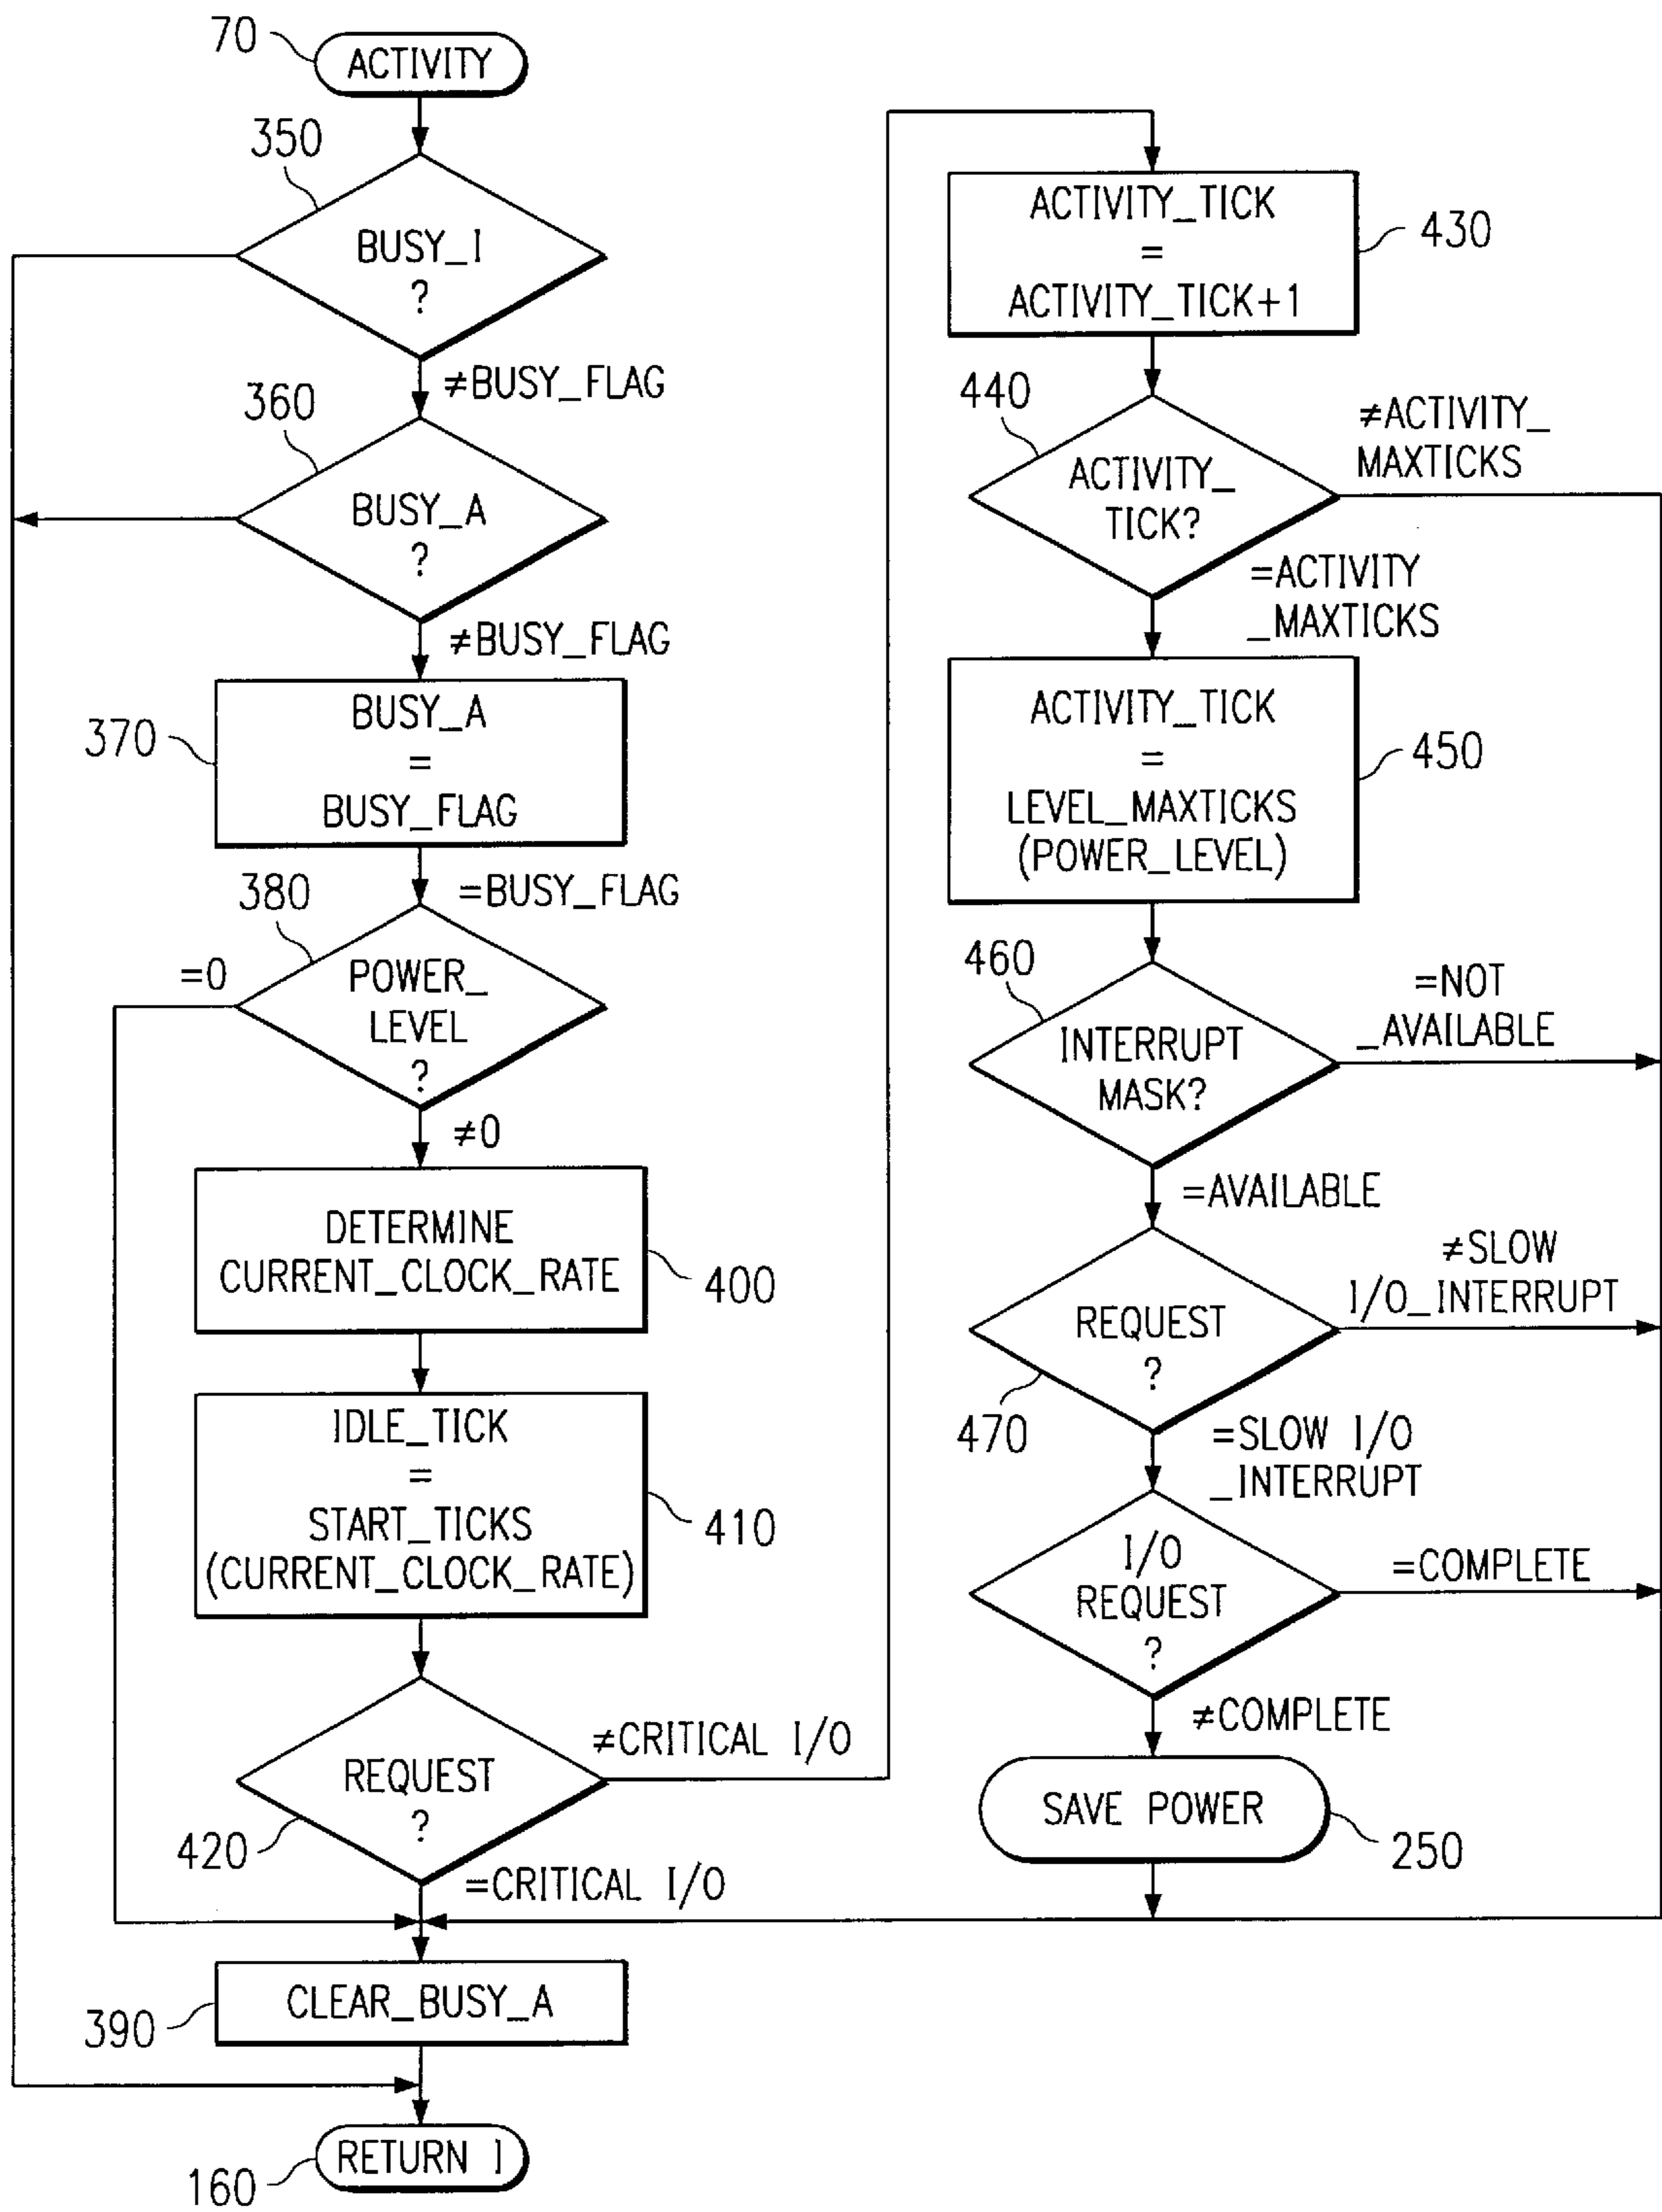 70
ACTIVITY
350
BUSY_I
?
≠BUSY_FLAG
360
BUSY_A
?
≠BUSY_FLAG
370
BUSY_A
=
BUSY_FLAG
=BUSY_FLAG
380
=0
POWER_
LEVEL
?
≠0
DETERMINE
CURRENT_CLOCK_RATE
400
IDLE_TICK
=
START_TICKS
(CURRENT_CLOCK_RATE)
410
REQUEST
?
420
≠CRITICAL I/O
=CRITICAL I/O
CLEAR_BUSY_A
390
RETURN I
160
ACTIVITY_TICK
=
ACTIVITY_TICK+1
430
440
ACTIVITY_
TICK?
≠ACTIVITY_
MAXTICKS
=ACTIVITY
_MAXTICKS
ACTIVITY_TICK
=
LEVEL_MAXTICKS
(POWER_LEVEL)
450
460
INTERRUPT
MASK?
=NOT
_AVAILABLE
=AVAILABLE
REQUEST
?
470
≠SLOW
I/O_INTERRUPT
=SLOW I/O
_INTERRUPT
I/O
REQUEST
?
=COMPLETE
≠COMPLETE
SAVE POWER
250